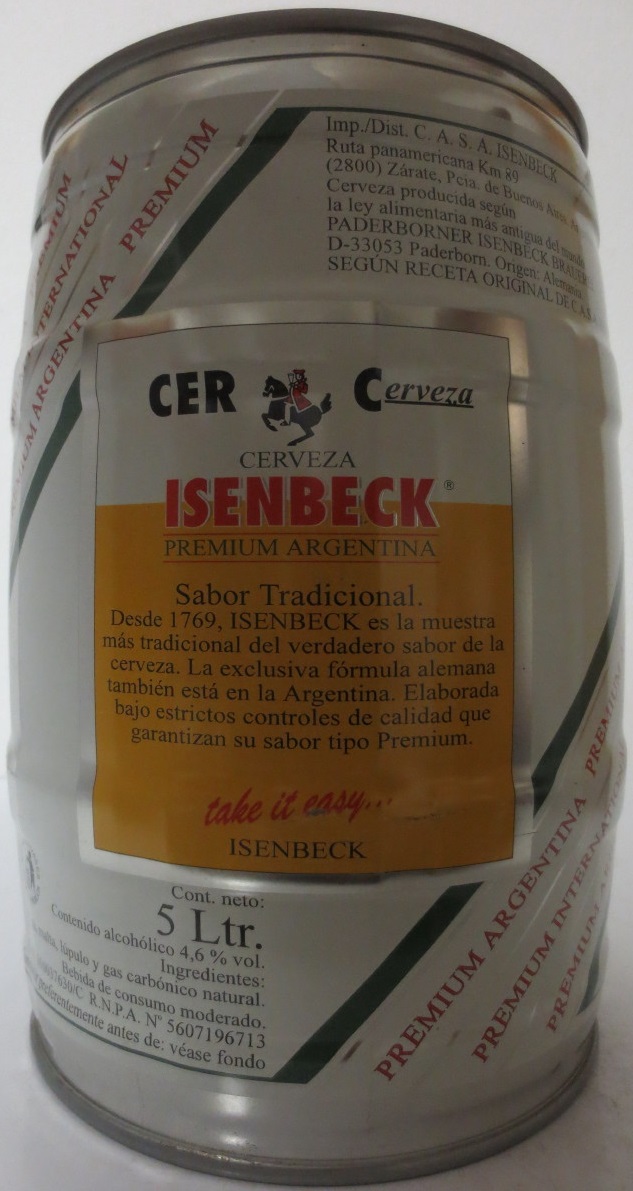 Imp./Dist. C. A. S. A. ISENBECK
Ruta panamericana Km 89
(2800) Zárate, Pcia. de Buenos Aires.
Cerveza producida según
la ley alimentaria más antigua del mundo
PADERBORNER ISENBECK
D-33053 Paderborn. Origen: Alemania
SEGÚN RECETA ORIGINAL DE C.A.S.A.
PREMIUM
INTERNATIONAL
PREMIUM ARGENTINA
PREMIUM
CER Cerveza
CERVEZA
ISENBECK®
PREMIUM ARGENTINA
Sabor Tradicional.
Desde 1769, ISENBECK es la muestra
más tradicional del verdadero sabor de la
cerveza. La exclusiva fórmula alemana
también está en la Argentina. Elaborada
bajo estrictos controles de calidad que
garantizan su sabor tipo Premium.
take it easy...
ISENBECK
Cont. neto:
5 Ltr.
Contenido alcohólico 4,6 % vol.
Ingredientes:
malta, lúpulo y gas carbónico natural.
Bebida de consumo moderado.
R.N.P.A. Nº 5607196713
preferentemente antes de: véase fondo
PREMIUM ARGENTINA
PREMIUM
PREMIUM INTERNATIONAL
PREMIUM